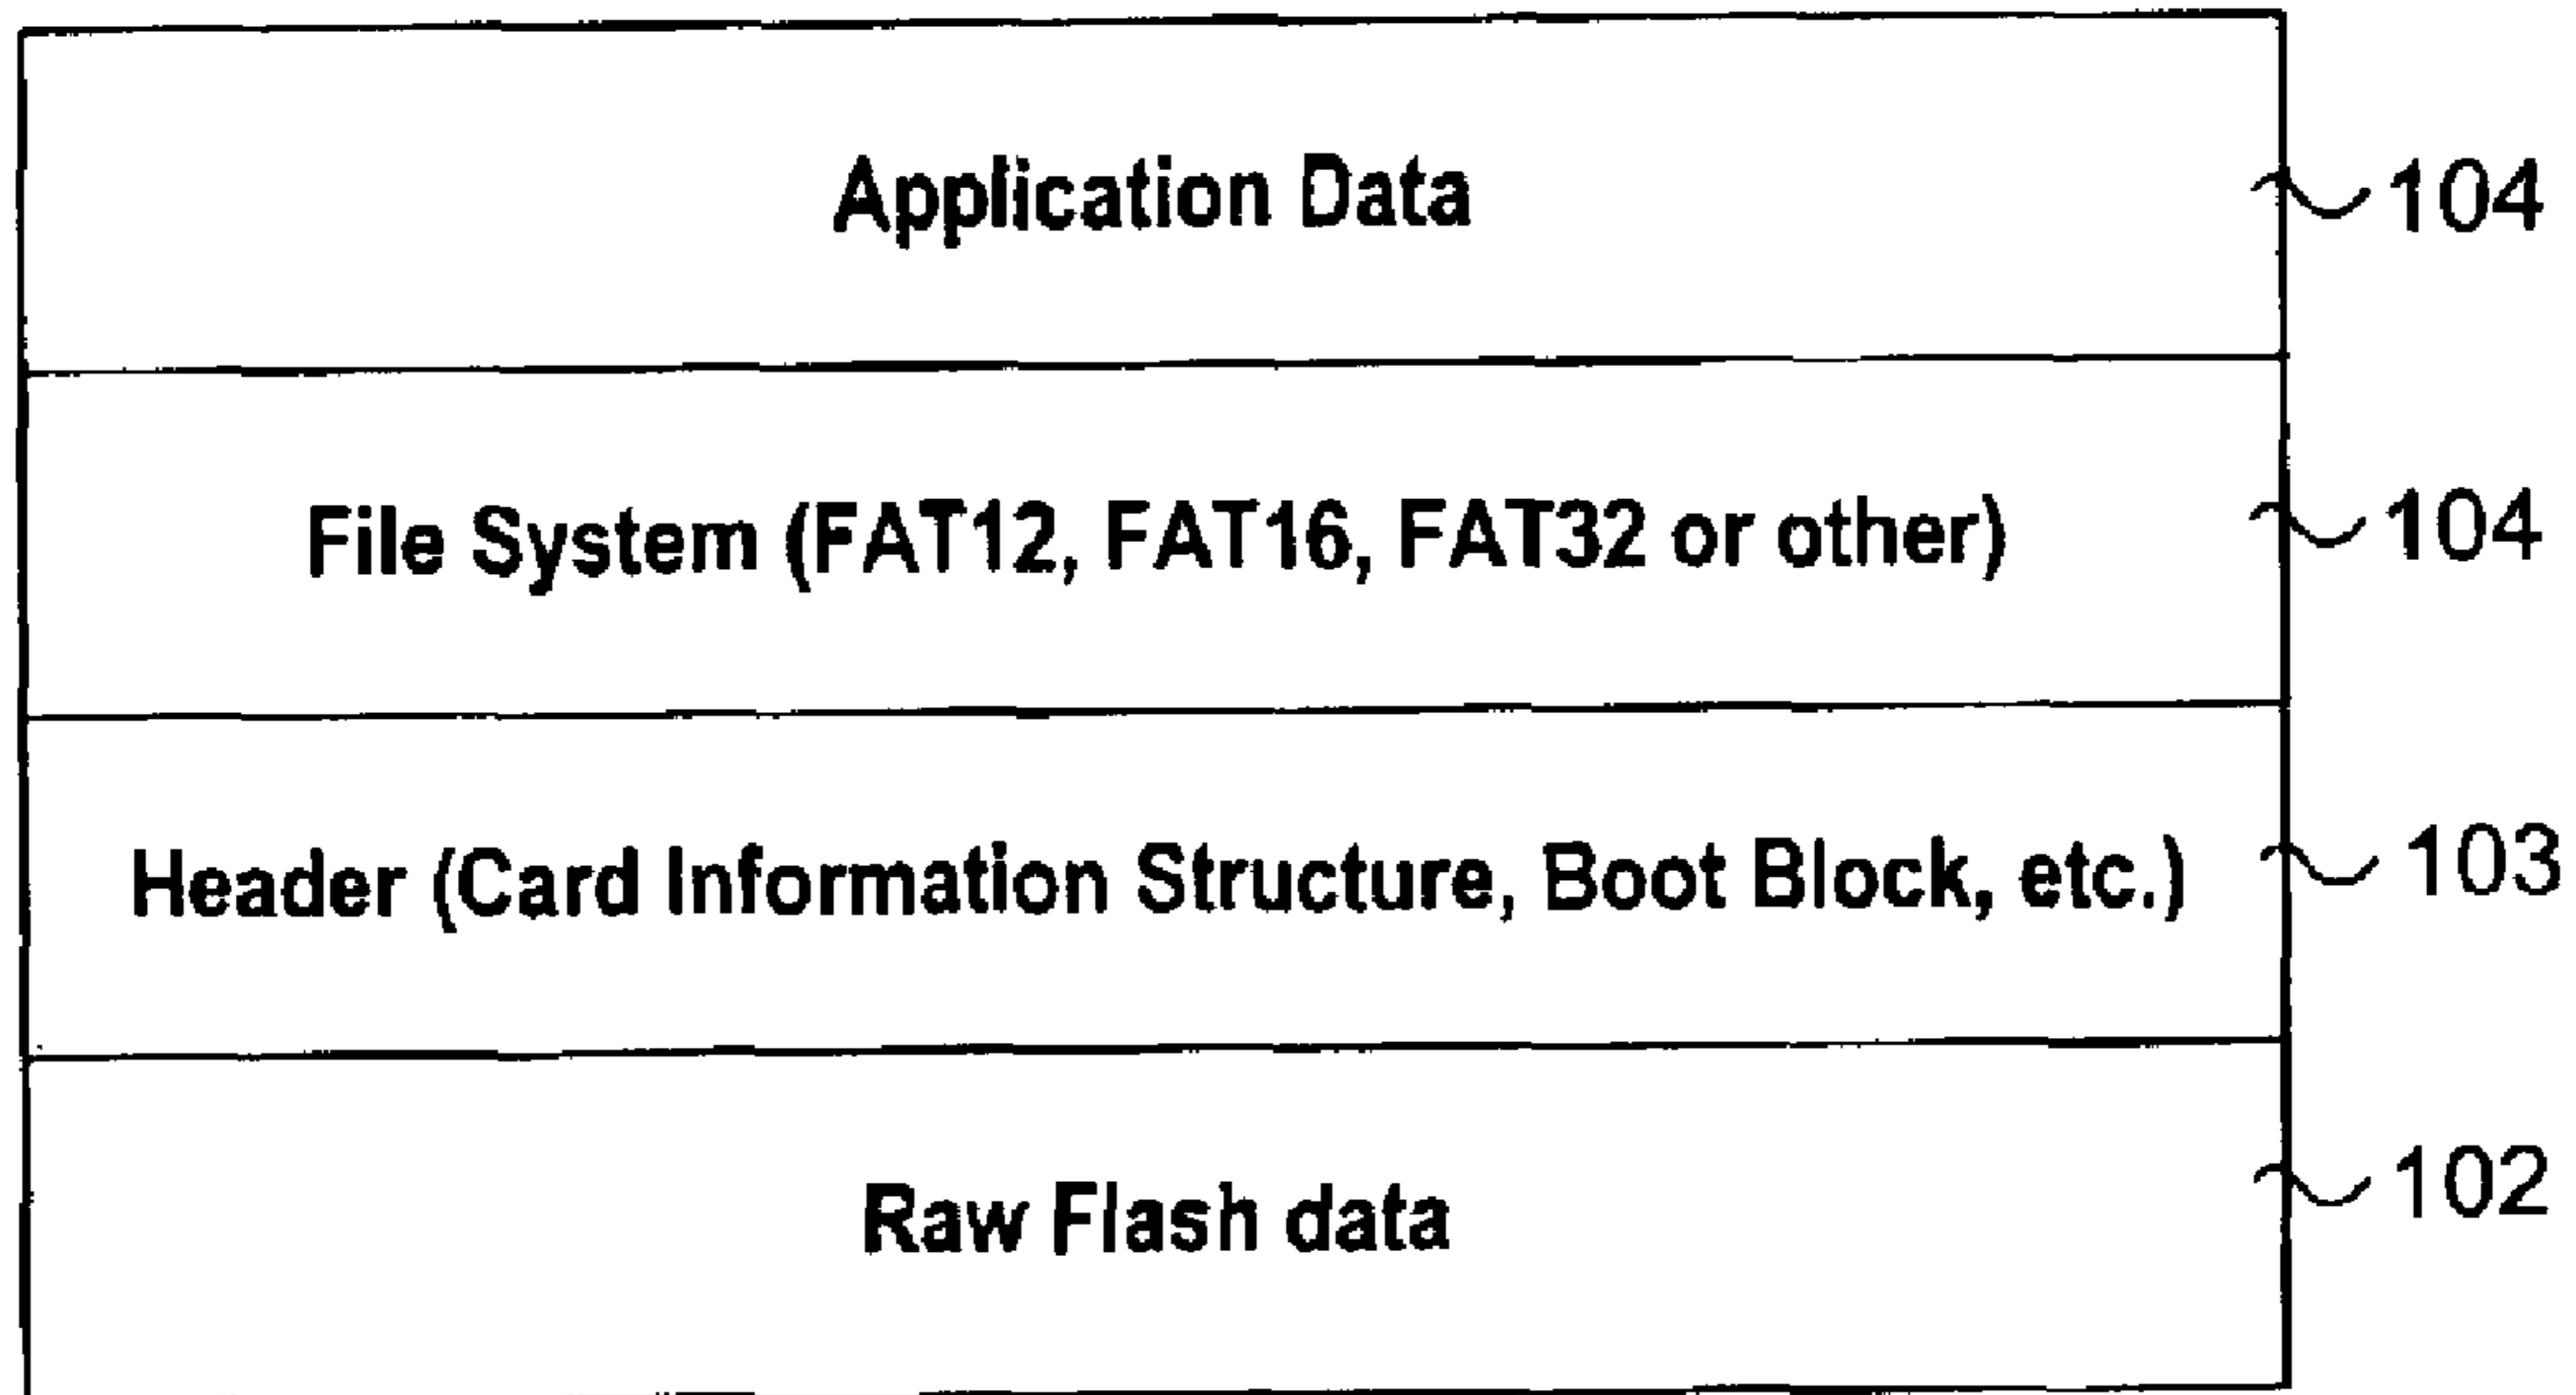 Application Data 104
File System (FAT12, FAT16, FAT32 or other) 104
Header (Card Information Structure, Boot Block, etc.) 103
Raw Flash data 102